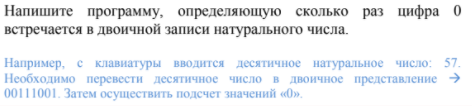 Напишите программу, определяющую сколько раз цифра 0
встречается в двоичной записи натурального числа.
Например, с клавиатуры вводится десятичное натуральное число: 57.
Необходимо перевести десятичное число в двоичное представление →
00111001. Затем осуществить подсчет значений «0».